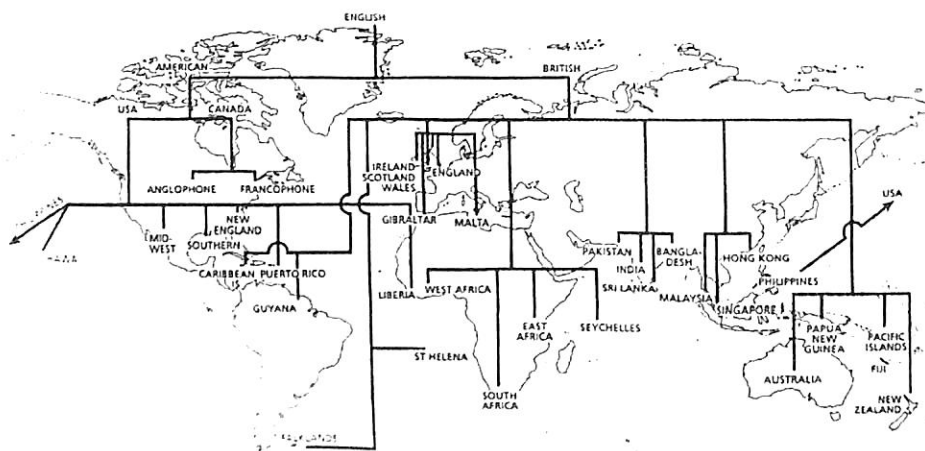 ENGLISH
AMERICAN
BRITISH
USA
CANADA
IRELAND
SCOTLAND
WALES
ENGLAND
ANGLOPHONE
FRANCOPHONE
USA
NEW
ENGLAND
GIBRALTAR
MALTA
MID-
WEST
SOUTHERN
PAKISTAN
INDIA
SRI LANKA
BANGLA-
DESH
HONG KONG
PHILIPPINES
CARIBBEAN
IS
PUERTO RICO
GUYANA
LIBERIA
WEST AFRICA
MALAYSIA
SINGAPORE
EAST
AFRICA
SEYCHELLES
PAPUA
NEW
GUINEA
PACIFIC
ISLANDS
FIJI
ST HELENA
AUSTRALIA
SOUTH
AFRICA
NEW
ZEALAND
FALKLANDS